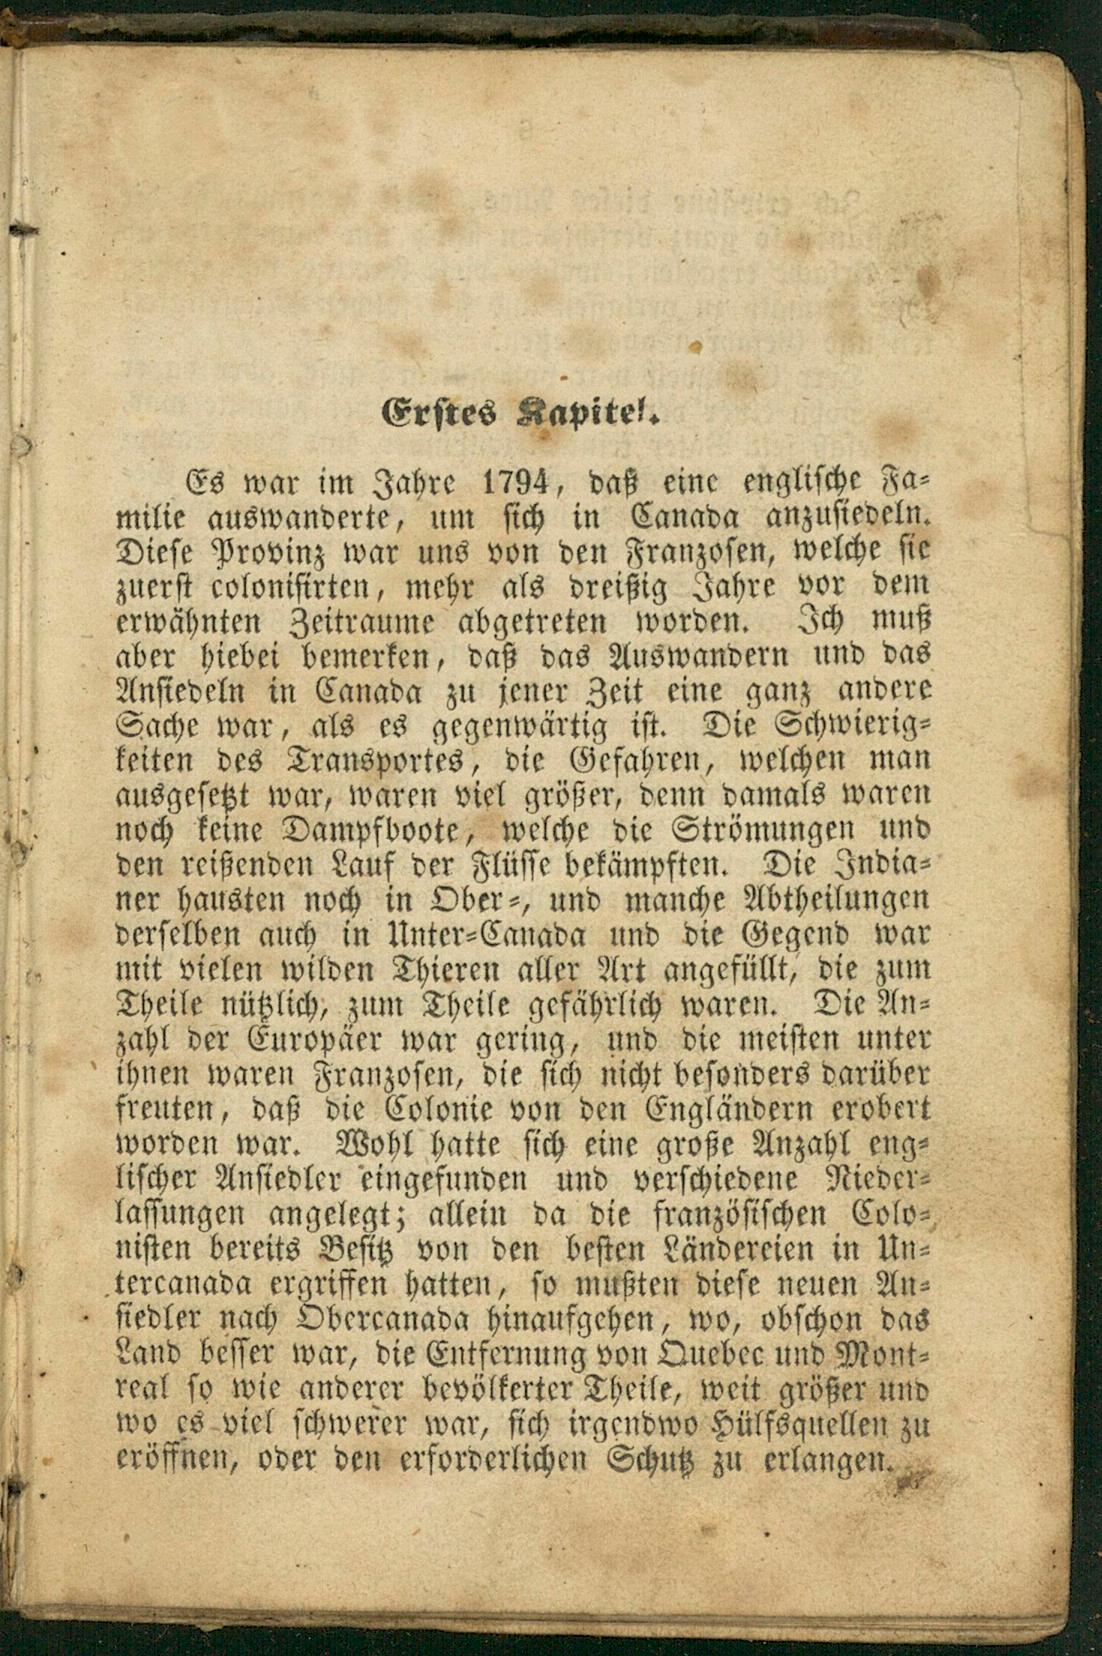 Erstes Kapitel.
Es war im Jahre 1794, daß eine englische Fa-
milie auswanderte, um sich in Canada anzusiedeln.
Diese Provinz war uns von den Franzosen, welche sie
zuerst colonisirten, mehr als dreißig Jahre vor dem
erwähnten Zeitraume abgetreten worden. Ich muß
aber hiebei bemerken, daß das Auswandern und das
Ansiedeln in Canada zu jener Zeit eine ganz andere
Sache war, als es gegenwärtig ist. Die Schwierig-
keiten des Transportes, die Gefahren, welchen man
ausgesetzt war, waren viel größer, denn damals waren
noch keine Dampfboote, welche die Strömungen und
den reißenden Lauf der Flüsse bekämpften. Die India-
ner hausten noch in Ober-, und manche Abtheilungen
derselben auch in Unter-Canada und die Gegend war
mit vielen wilden Thieren aller Art angefüllt, die zum
Theile nützlich, zum Theile gefährlich waren. Die An-
zahl der Europäer war gering, und die meisten unter
ihnen waren Franzosen, die sich nicht besonders darüber
freuten, daß die Colonie von den Engländern erobert
worden war. Wohl hatte sich eine große Anzahl eng-
lischer Ansiedler eingefunden und verschiedene Nieder-
lassungen angelegt; allein da die französischen Colo-
nisten bereits Besitz von den besten Ländereien in Un-
tercanada ergriffen hatten, so mußten diese neuen An-
siedler nach Obercanada hinaufgehen, wo, obschon das
Land besser war, die Entfernung von Quebec und Mont-
real so wie anderer bevölkerter Theile, weit größer und
wo es viel schwerer war, sich irgendwo Hülfsquellen zu
eröffnen, oder den erforderlichen Schutz zu erlangen.